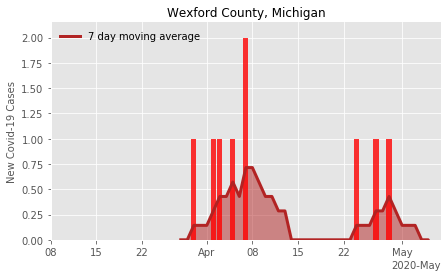 Wexford County, Michigan
7 day moving average
New Covid-19 Cases
2.00
1.75
1.50
1.25
1.00
0.75
0.50
0.25
0.00
08 15 22 Apr 08 15 22 May
2020-May